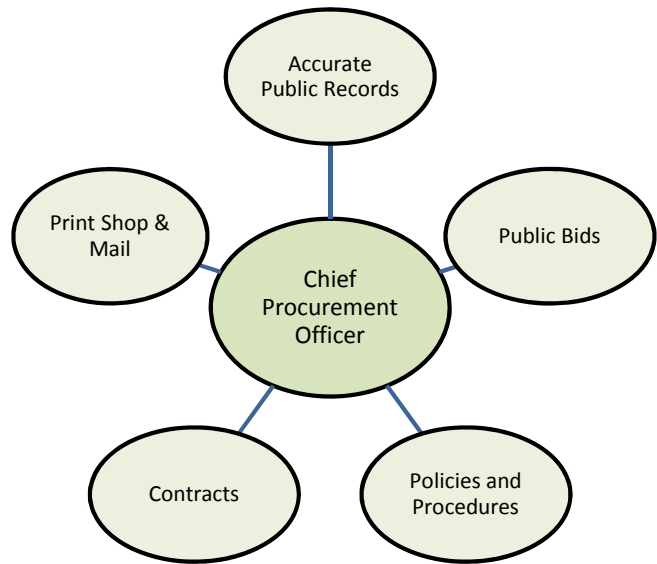 Accurate
Public Records
Print Shop &
Mail
Public Bids
Chief
Procurement
Officer
Contracts
Policies and
Procedures